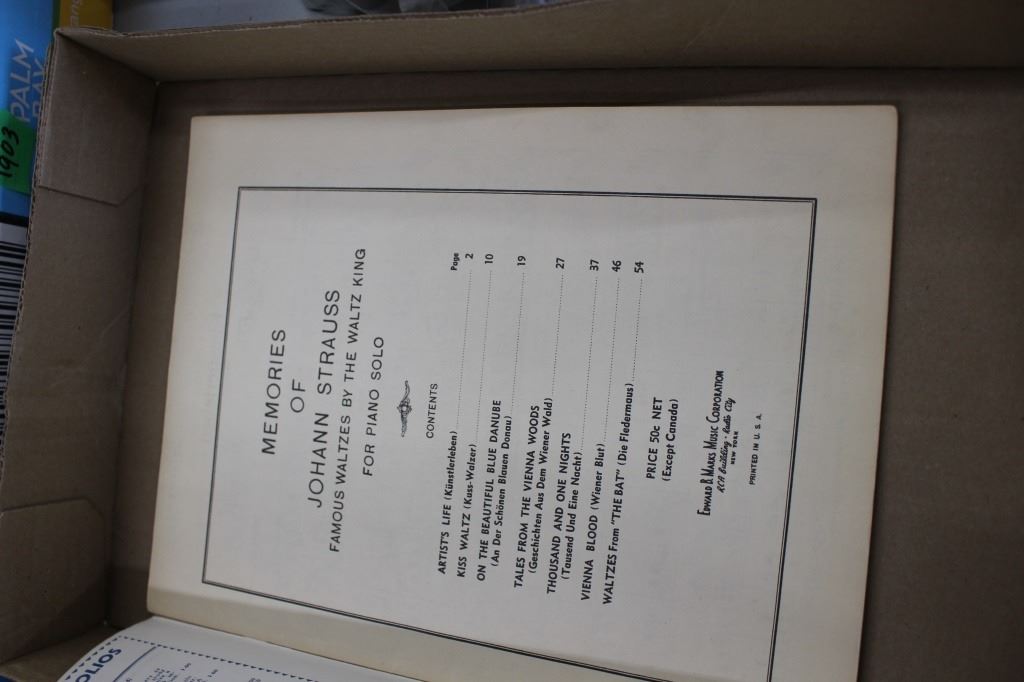 MEMORIES
OF
JOHANN STRAUSS
FAMOUS WALTZES BY THE WALTZ KING
FOR PIANO SOLO
CONTENTS
Page
ARTIST'S LIFE (Künstlerleben) 2
KISS WALTZ (Kuss-Walzer) 10
ON THE BEAUTIFUL BLUE DANUBE
(An Der Schönen Blauen Donau) 19
TALES FROM THE VIENNA WOODS
(Geschichten Aus Dem Wiener Wald) 27
THOUSAND AND ONE NIGHTS
(Tausend Und Eine Nacht) 37
VIENNA BLOOD (Wiener Blut) 46
WALTZES From "THE BAT" (Die Fledermaus) 54
PRICE 50c NET
(Except Canada)
EDWARD B. MARKS MUSIC CORPORATION
RCA Building · Radio City
NEW YORK
PRINTED IN U. S. A.
PALM
BAY
1903
OLIOS